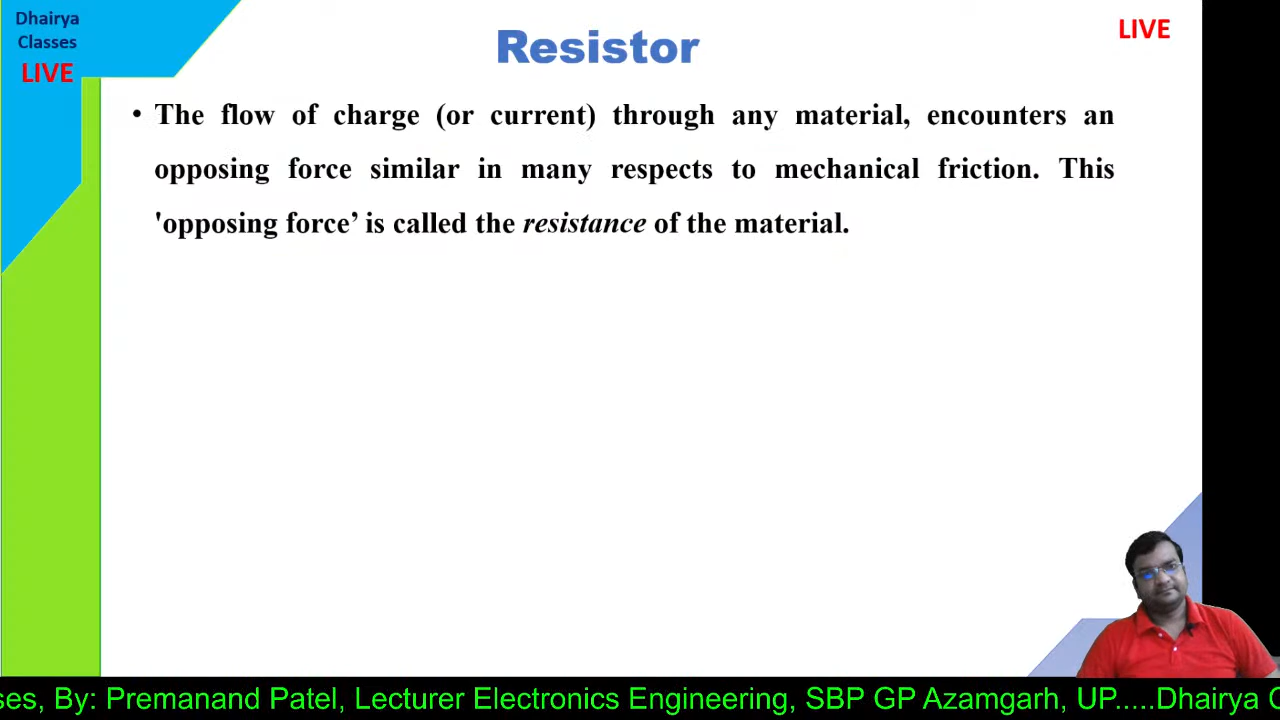 Dhairya
Classes
LIVE
Resistor
LIVE
• The flow of charge (or current) through any material, encounters an
opposing force similar in many respects to mechanical friction. This
'opposing force’ is called the resistance of the material.
ses, By: Premanand Patel, Lecturer Electronics Engineering, SBP GP Azamgarh, UP.....Dhairya C